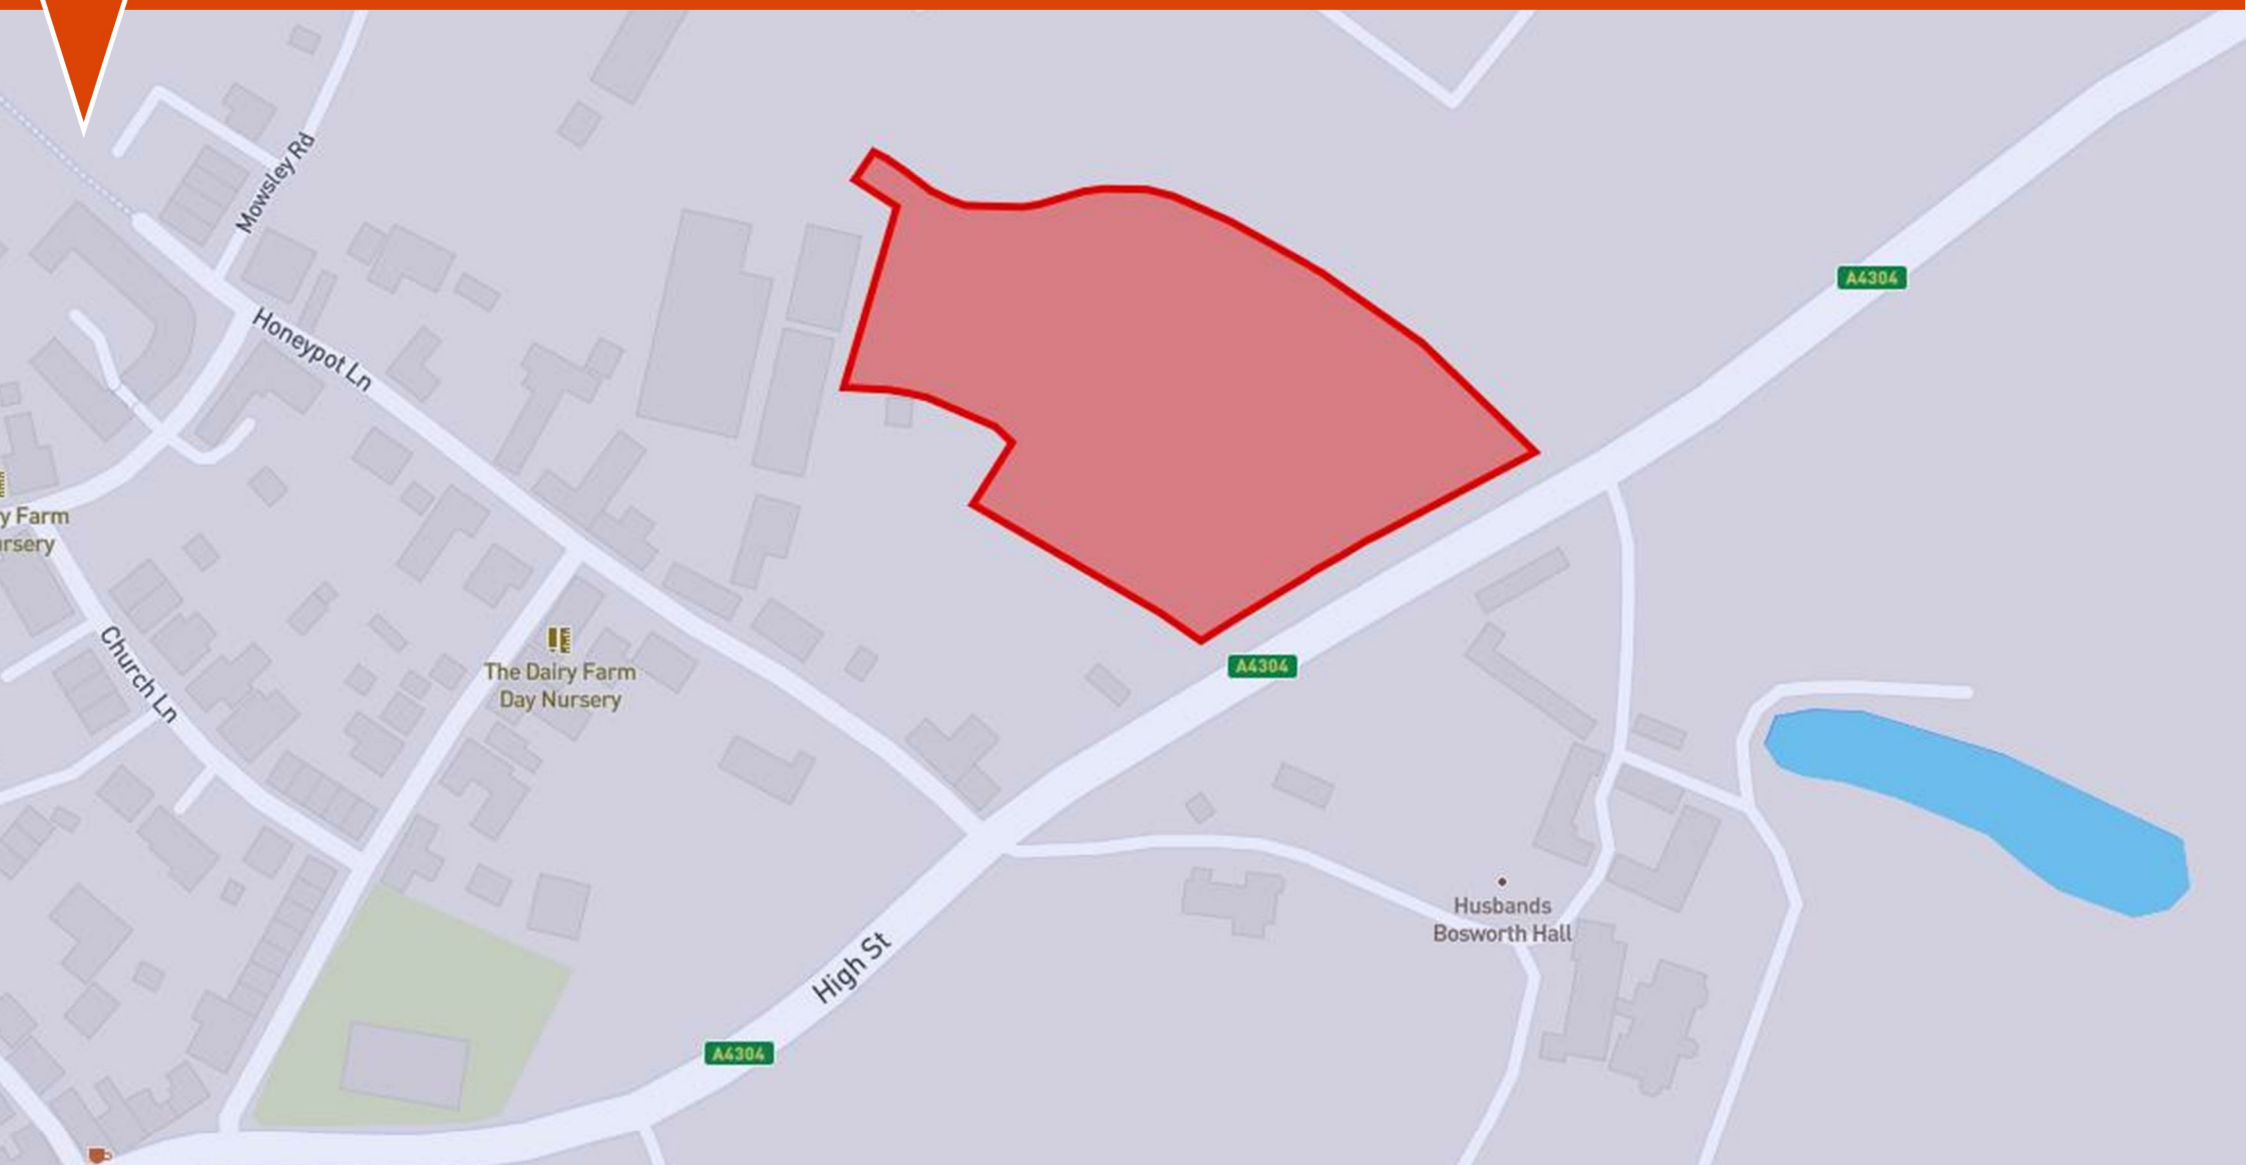 Mowsley Rd
A4304
Honeypot Ln
y Farm
rsery
Church Ln
The Dairy Farm
Day Nursery
A4304
Husbands
Bosworth Hall
High St
A4304